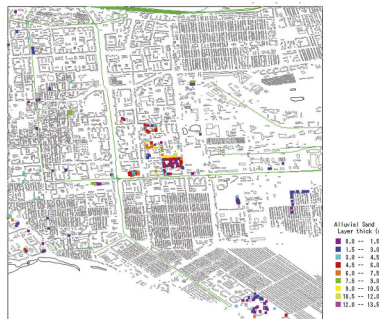 Alluvial Sand
Layer thick (
0.0 -- 1.5
1.5 -- 3.0
3.0 -- 4.5
4.5 -- 6.0
6.0 -- 7.5
7.5 -- 9.0
9.0 -- 10.5
10.5 -- 12.0
12.0 -- 13.5